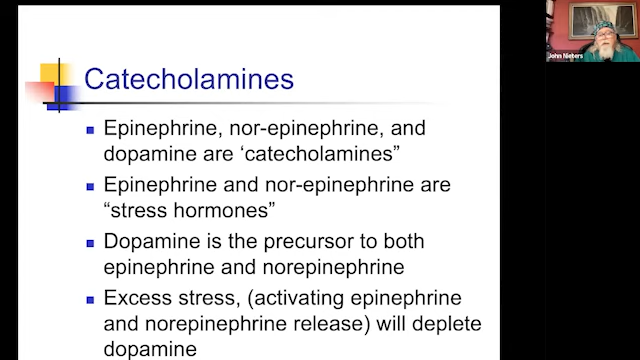 Catecholamines
Epinephrine, nor-epinephrine, and
dopamine are ‘catecholamines”
Epinephrine and nor-epinephrine are
“stress hormones”
Dopamine is the precursor to both
epinephrine and norepinephrine
Excess stress, (activating epinephrine
and norepinephrine release) will deplete
dopamine
John Nieters